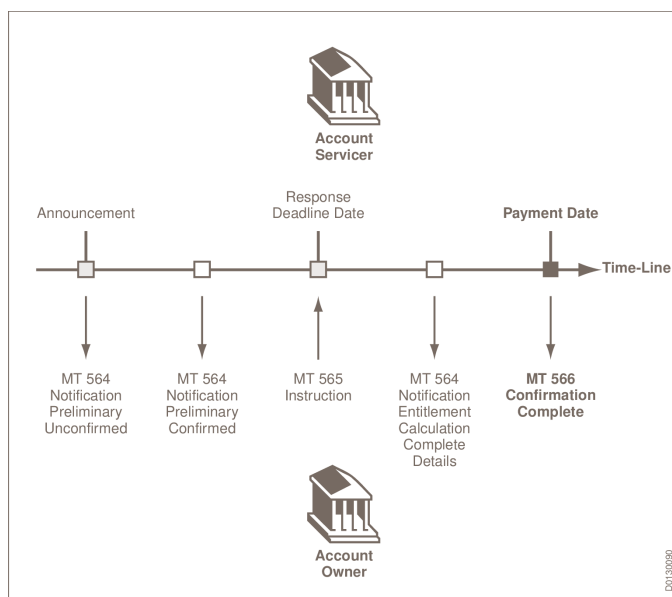 Account
Servicer
Announcement
Response
Deadline Date
Payment Date
Time-Line
MT 564
Notification
Preliminary
Unconfirmed
MT 564
Notification
Preliminary
Confirmed
MT 565
Instruction
MT 564
Notification
Entitlement
Calculation
Complete
Details
MT 566
Confirmation
Complete
Account
Owner
D0130090